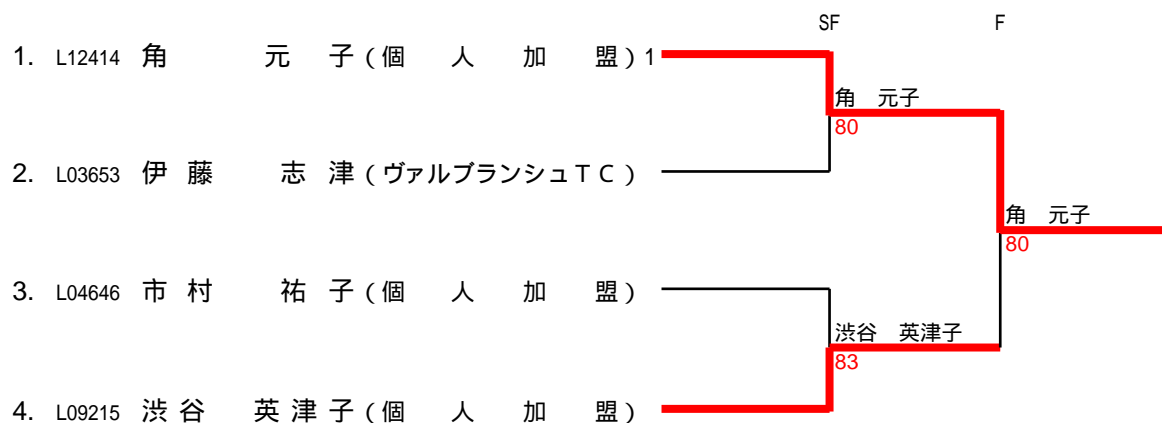 SF F
1. L12414 角 元 子(個 人 加 盟)1
角 元子
80
2. L03653 伊 藤 志 津(ヴァルブランシュTC)
角 元子
80
3. L04646 市 村 祐 子(個 人 加 盟)
渋谷 英津子
83
4. L09215 渋 谷 英 津 子(個 人 加 盟)